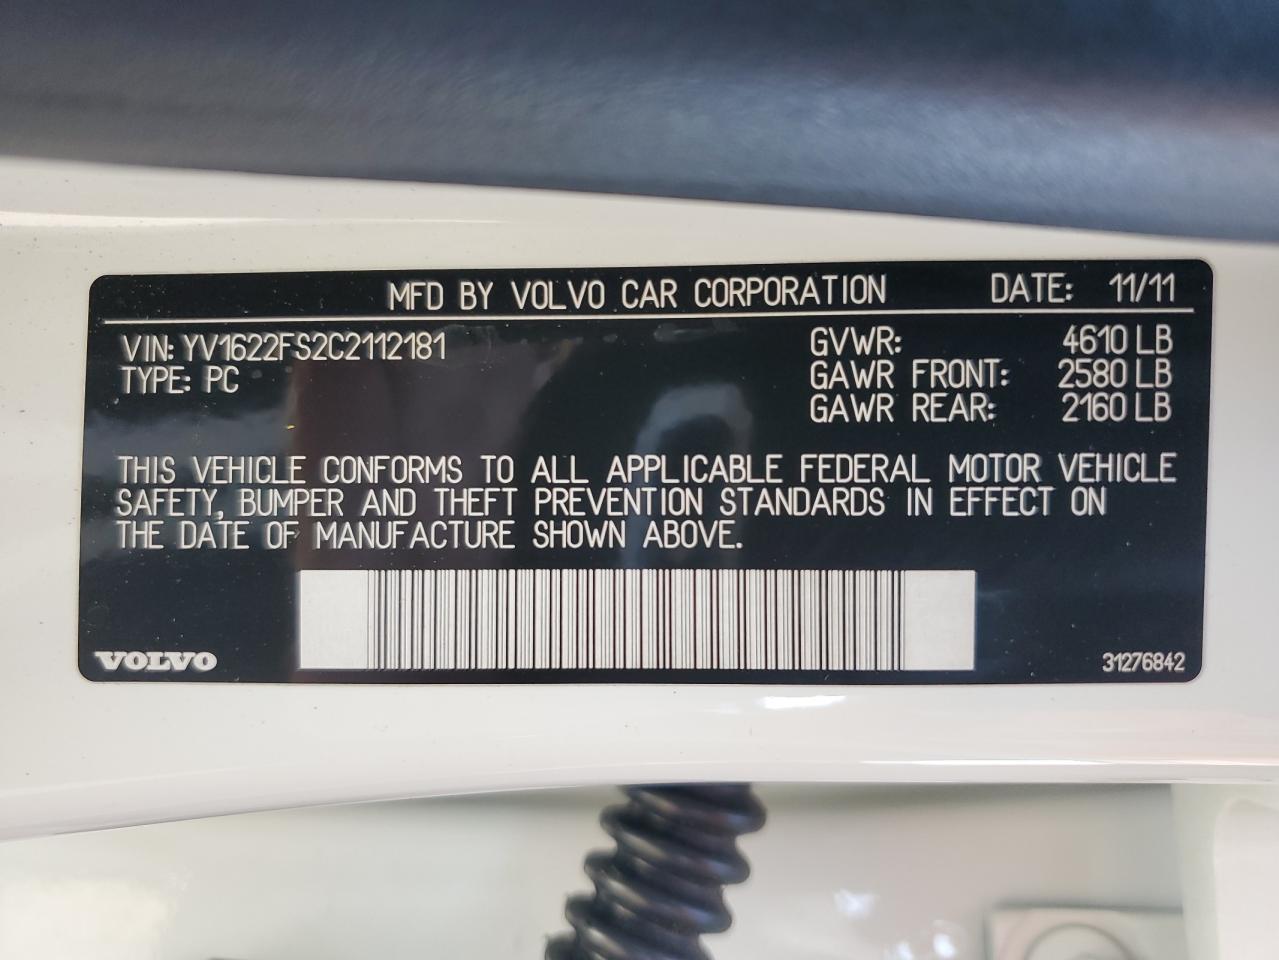 MFD BY VOLVO CAR CORPORATION DATE: 11/11
VIN: YV1622FS2C2112181 GVWR: 4610 LB
TYPE: PC GAWR FRONT: 2580 LB
GAWR REAR: 2160 LB
THIS VEHICLE CONFORMS TO ALL APPLICABLE FEDERAL MOTOR VEHICLE
SAFETY, BUMPER AND THEFT PREVENTION STANDARDS IN EFFECT ON
THE DATE OF MANUFACTURE SHOWN ABOVE.
VOLVO 31276842